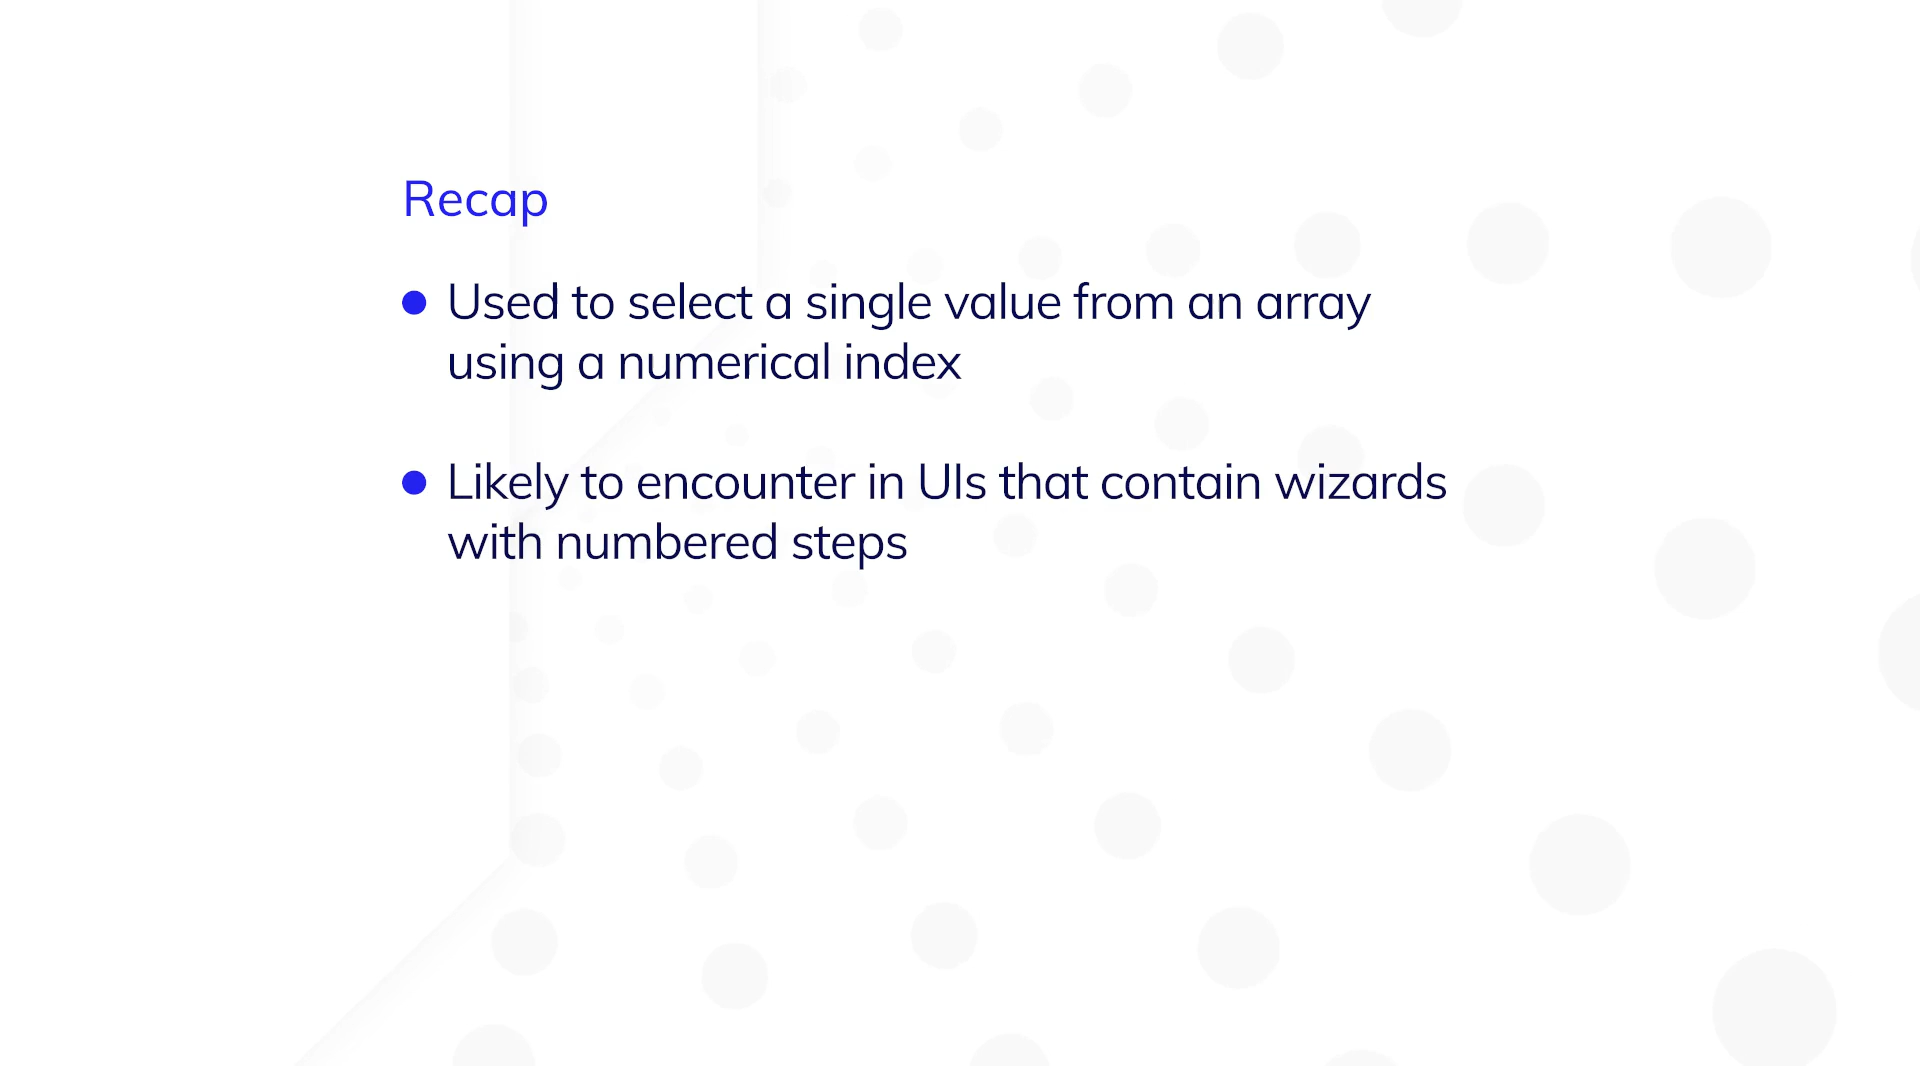 Recap
Used to select a single value from an array
using a numerical index
Likely to encounter in UIs that contain wizards
with numbered steps